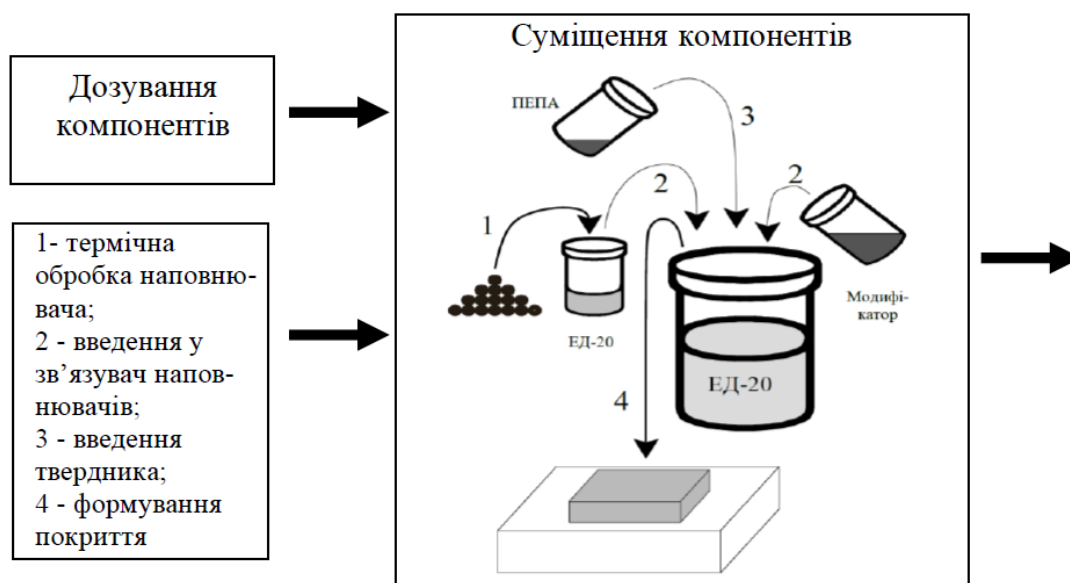 Дозування
компонентів
1- термічна
обробка наповню-
вача;
2 - введення у
зв’язувач напов-
нювачів;
3 - введення
твердника;
4 - формування
покриття
Суміщення компонентів
ПЕПА
3
2
2
1
ЕД-20
Модифі-
катор
ЕД-20
4